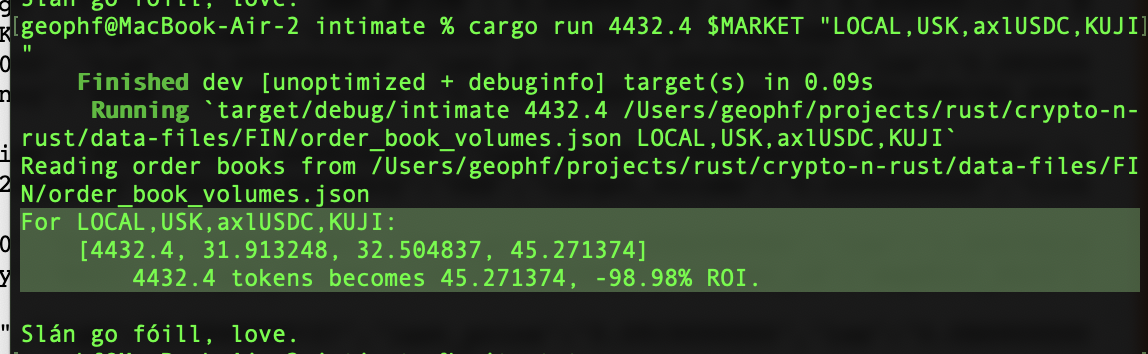 Slán go fóill, love.
geophf@MacBook-Air-2 intimate % cargo run 4432.4 $MARKET "LOCAL,USK,axlUSDC,KUJI
"
Finished dev [unoptimized + debuginfo] target(s) in 0.09s
Running `target/debug/intimate 4432.4 /Users/geophf/projects/rust/crypto-n-
rust/data-files/FIN/order_book_volumes.json LOCAL,USK,axlUSDC,KUJI`
Reading order books from /Users/geophf/projects/rust/crypto-n-rust/data-files/FI
N/order_book_volumes.json
For LOCAL,USK,axlUSDC,KUJI:
[4432.4, 31.913248, 32.504837, 45.271374]
4432.4 tokens becomes 45.271374, -98.98% ROI.
Slán go fóill, love.